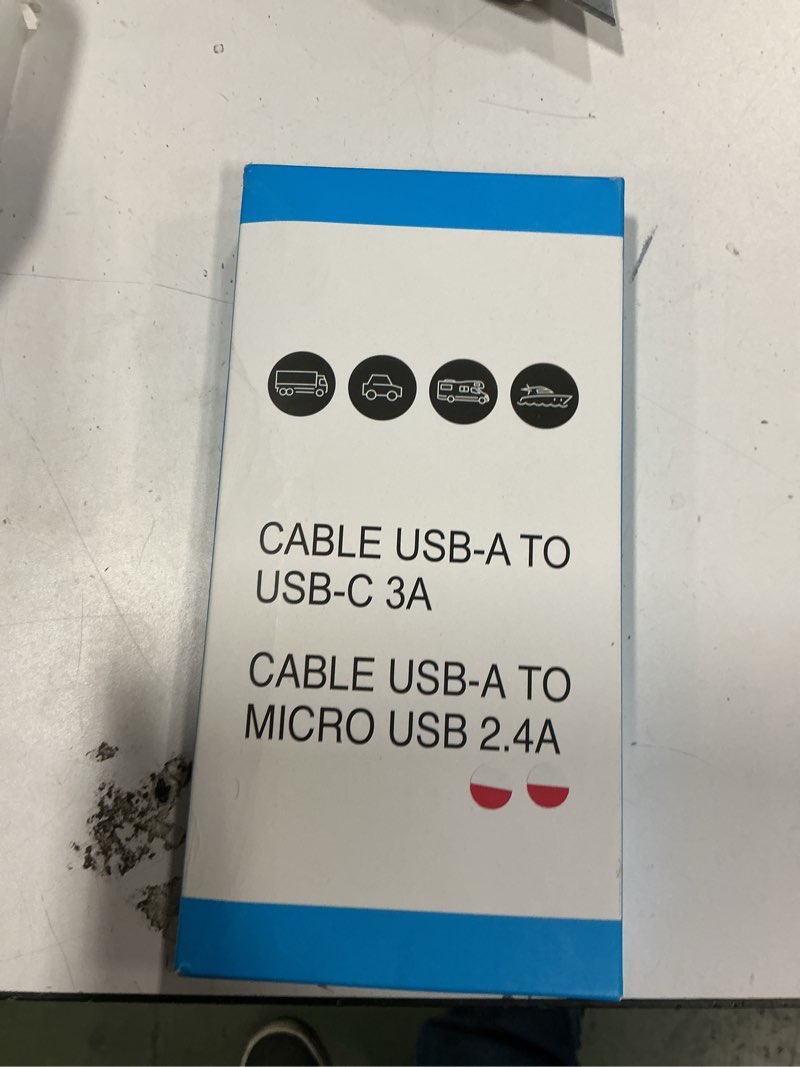 CABLE USB-A TO
USB-C 3A
CABLE USB-A TO
MICRO USB 2.4A